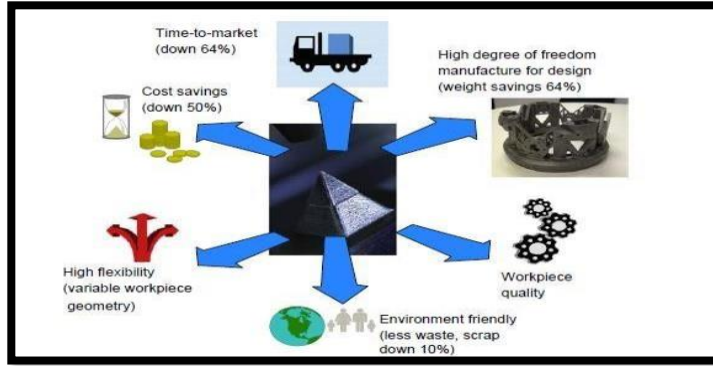 Time-to-market
(down 64%)
High degree of freedom
manufacture for design
(weight savings 64%)
Cost savings
(down 50%)
High flexibility
(variable workpiece
geometry)
Workpiece
quality
Environment friendly
(less waste, scrap
down 10%)